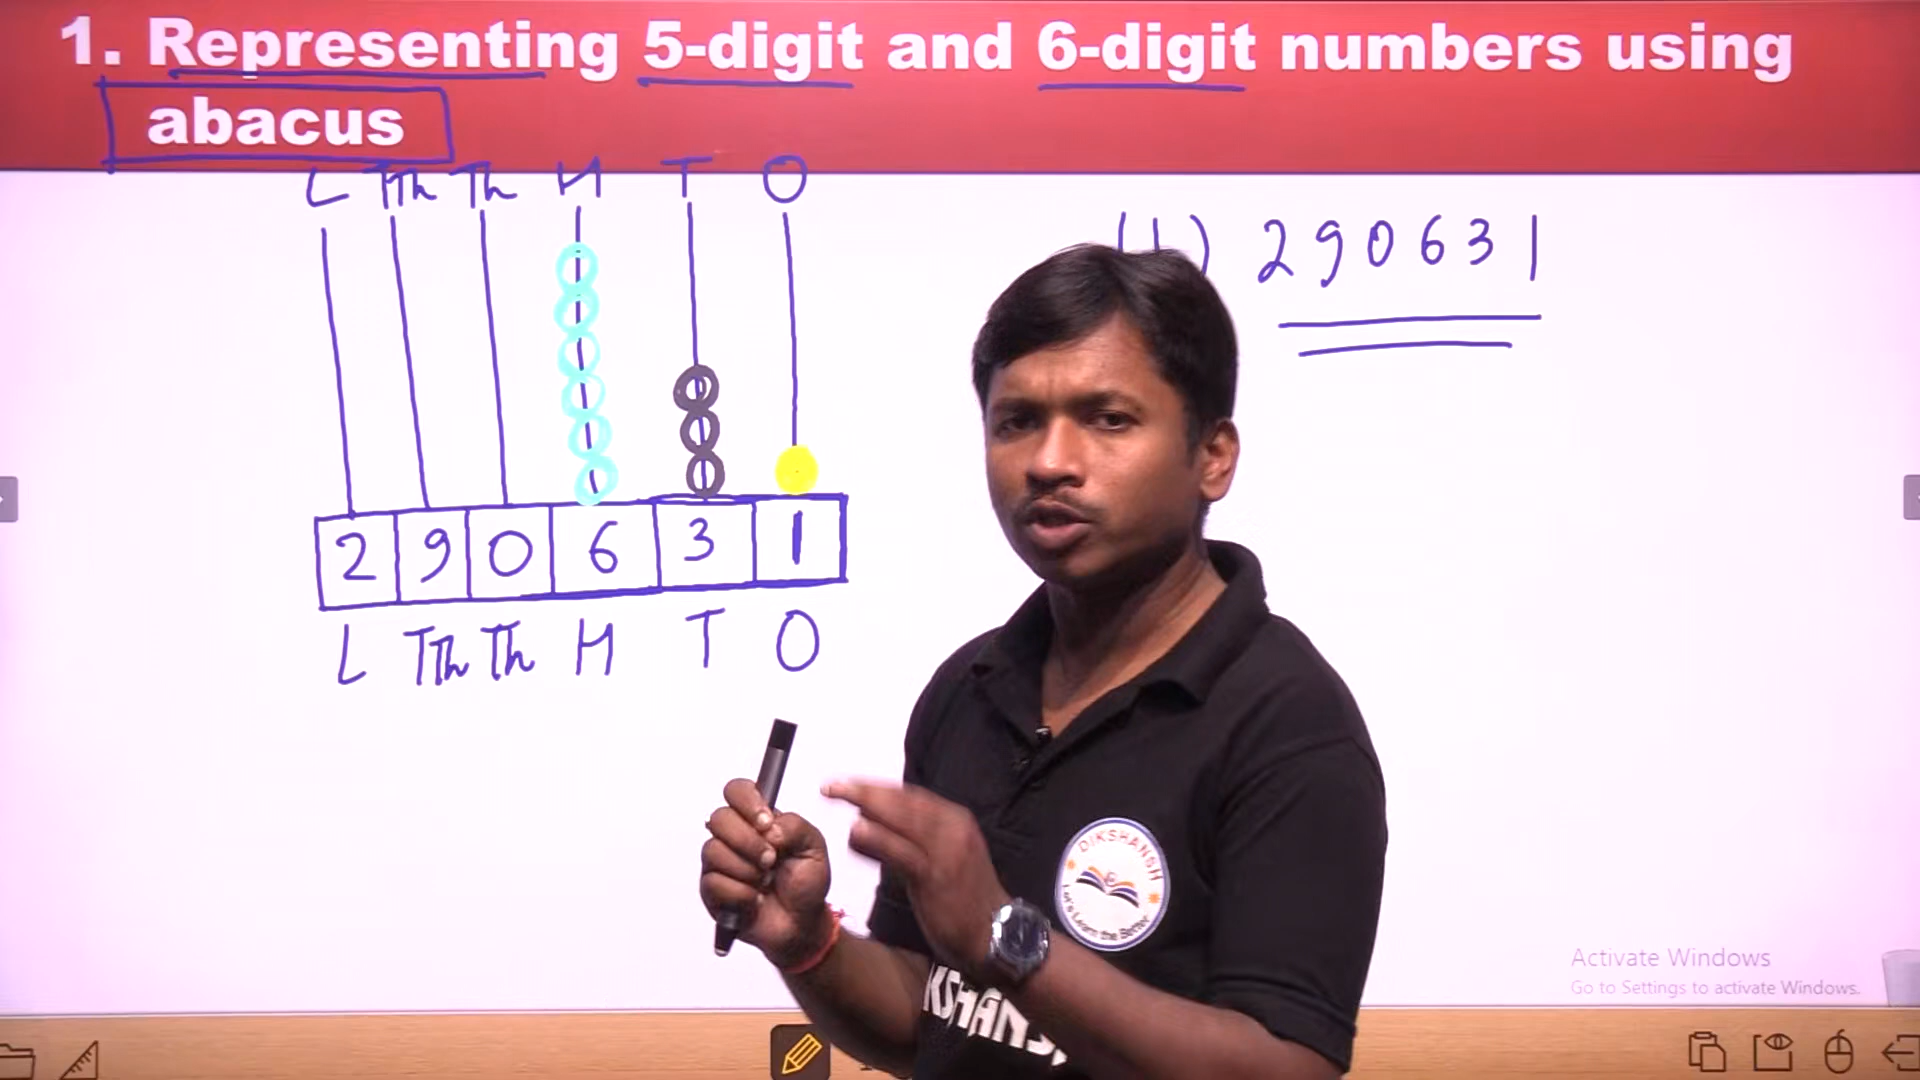 1. Representing 5-digit and 6-digit numbers using
abacus
L TTh Th H T O
290631
2 9 0 6 3 1
L TTh Th H T O
DIKSHANSH
Let's Learn the Better
KSHANS
Activate Windows
Go to Settings to activate Windows.